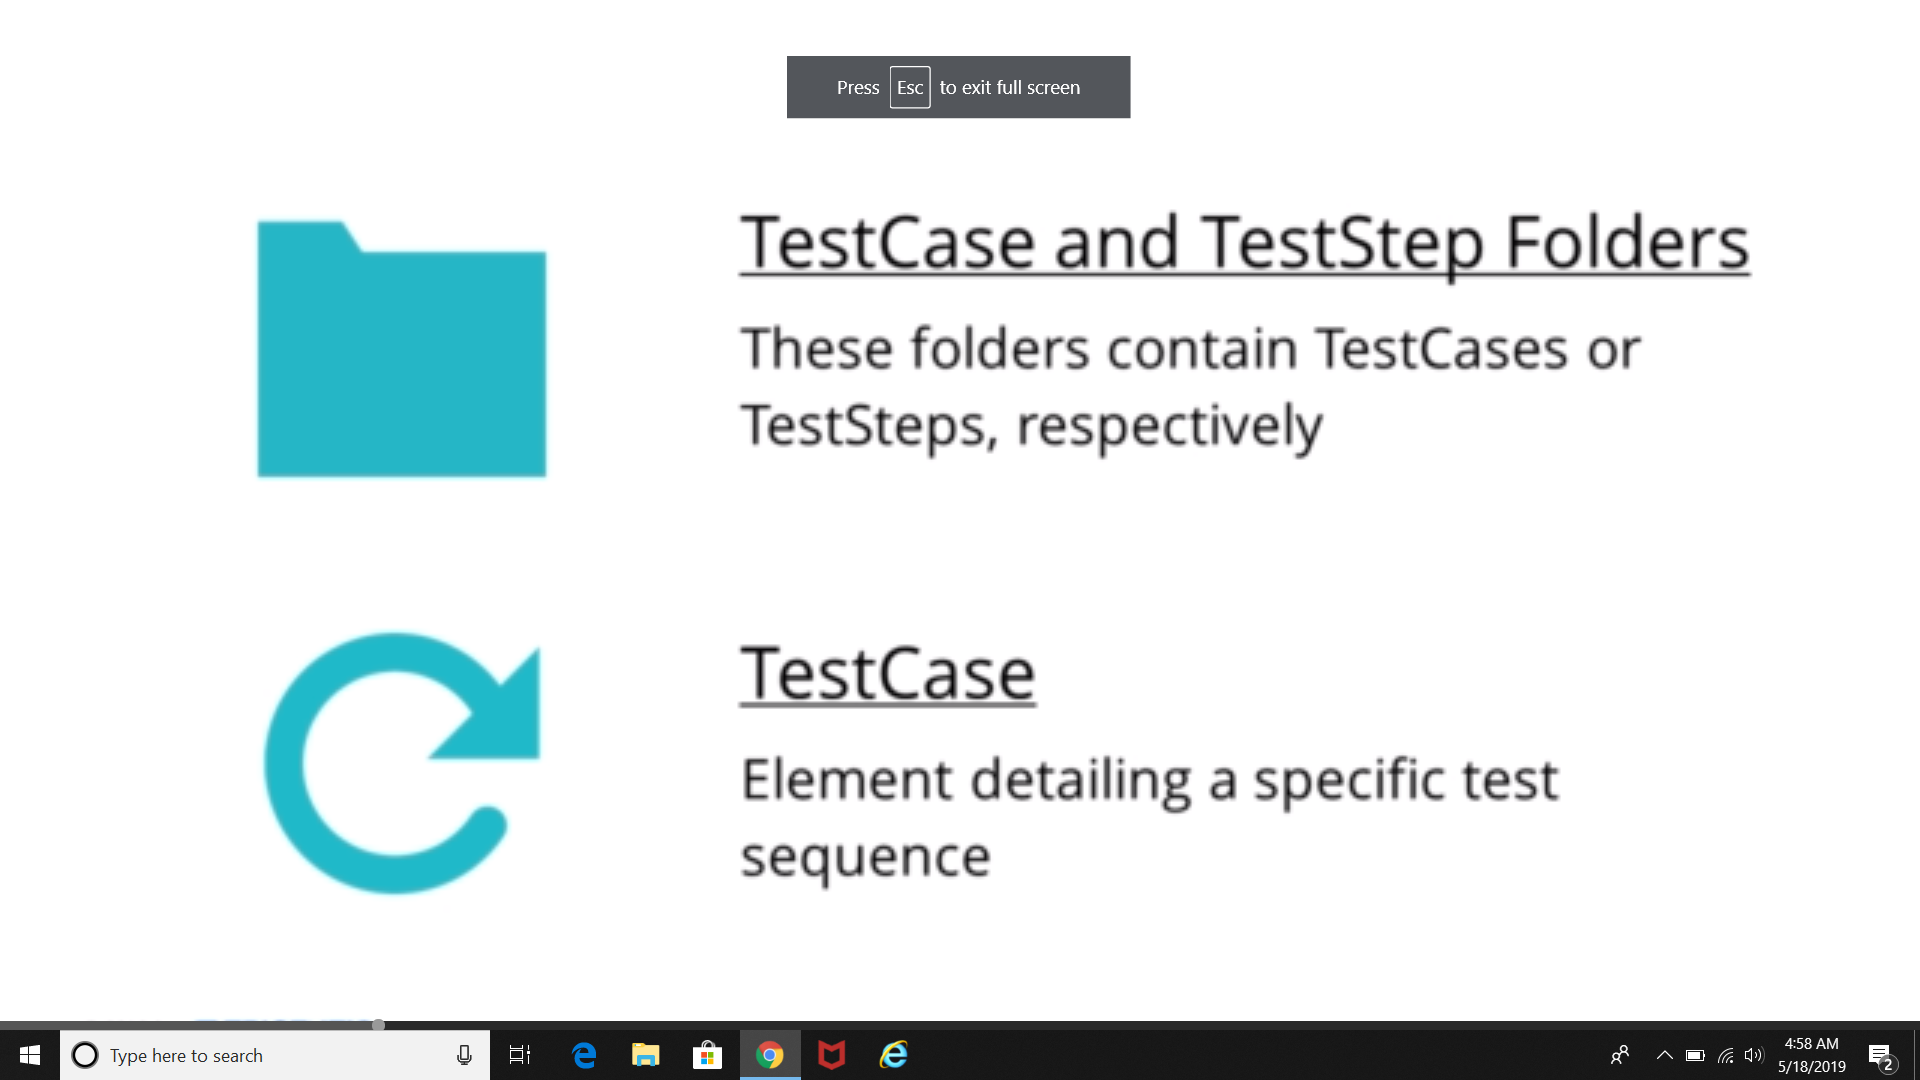 Press Esc to exit full screen
TestCase and TestStep Folders
These folders contain TestCases or
TestSteps, respectively
TestCase
Element detailing a specific test
sequence
Type here to search
4:58 AM
5/18/2019
2